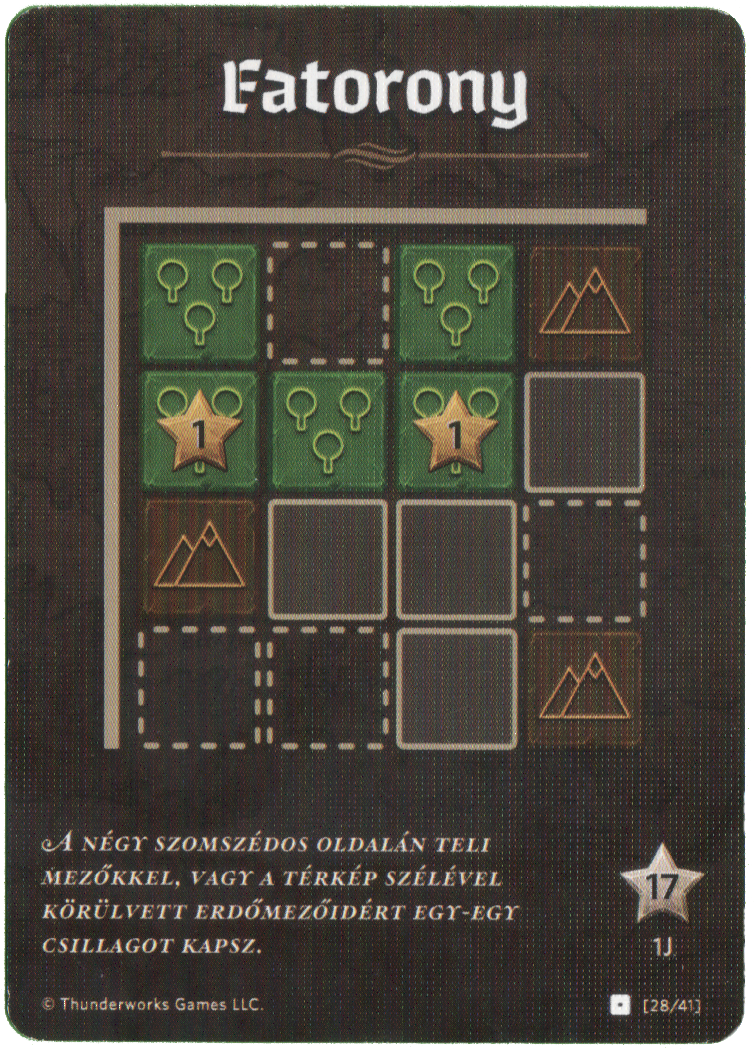 Fatorony
1
1
A NÉGY SZOMSZÉDOS OLDALÁN TELI
MEZŐKKEL, VAGY A TÉRKÉP SZÉLÉVEL
KÖRÜLVETT ERDŐMEZŐIDÉRT EGY-EGY
CSILLAGOT KAPSZ.
17
1J
© Thunderworks Games LLC.
[28/41]